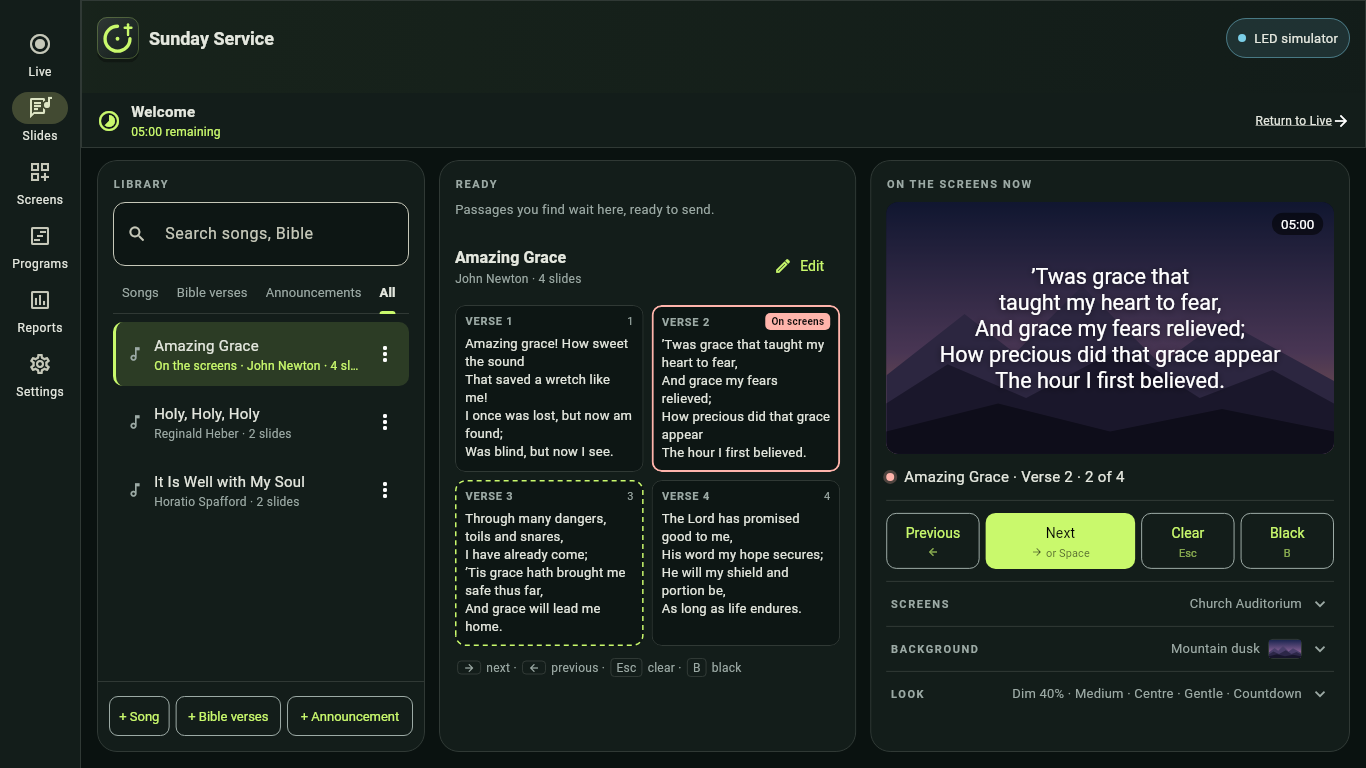 Live
Slides
Screens
Programs
Reports
Settings
Sunday Service
LED simulator
Welcome
05:00 remaining
Return to Live
LIBRARY
Search songs, Bible
Songs Bible verses Announcements All
Amazing Grace
On the screens · John Newton · 4 sl…
Holy, Holy, Holy
Reginald Heber · 2 slides
It Is Well with My Soul
Horatio Spafford · 2 slides
+ Song + Bible verses + Announcement
READY
Passages you find wait here, ready to send.
Amazing Grace
John Newton · 4 slides
Edit
VERSE 1 1
Amazing grace! How sweet
the sound
That saved a wretch like
me!
I once was lost, but now am
found;
Was blind, but now I see.
VERSE 2 On screens
’Twas grace that taught my
heart to fear,
And grace my fears
relieved;
How precious did that grace
appear
The hour I first believed.
VERSE 3 3
Through many dangers,
toils and snares,
I have already come;
’Tis grace hath brought me
safe thus far,
And grace will lead me
home.
VERSE 4 4
The Lord has promised
good to me,
His word my hope secures;
He will my shield and
portion be,
As long as life endures.
→ next · ← previous · Esc clear · B black
ON THE SCREENS NOW
05:00
’Twas grace that
taught my heart to fear,
And grace my fears relieved;
How precious did that grace appear
The hour I first believed.
Amazing Grace · Verse 2 · 2 of 4
Previous
←
Next
→ or Space
Clear
Esc
Black
B
SCREENS Church Auditorium
BACKGROUND Mountain dusk
LOOK Dim 40% · Medium · Centre · Gentle · Countdown